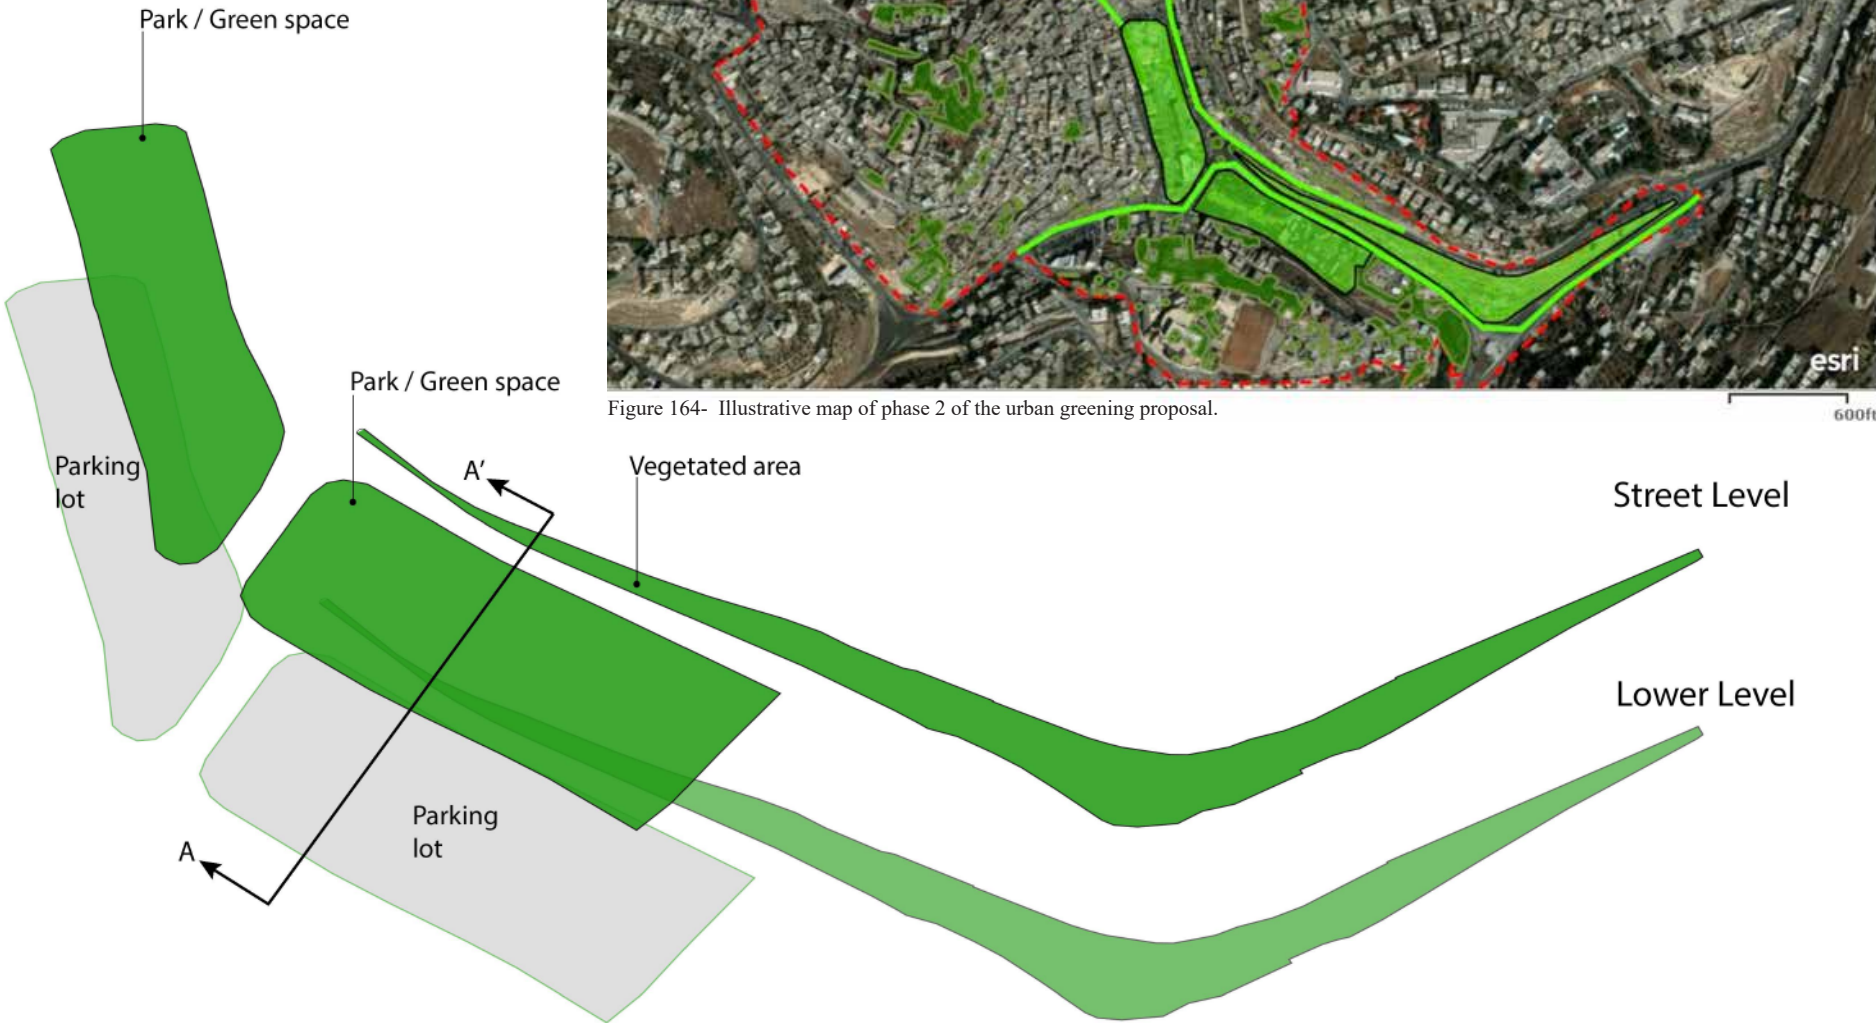 Park / Green space
esri
600ft
Figure 164-  Illustrative map of phase 2 of the urban greening proposal.
Park / Green space
A’
Vegetated area
Street Level
Parking
lot
Lower Level
Parking
lot
A